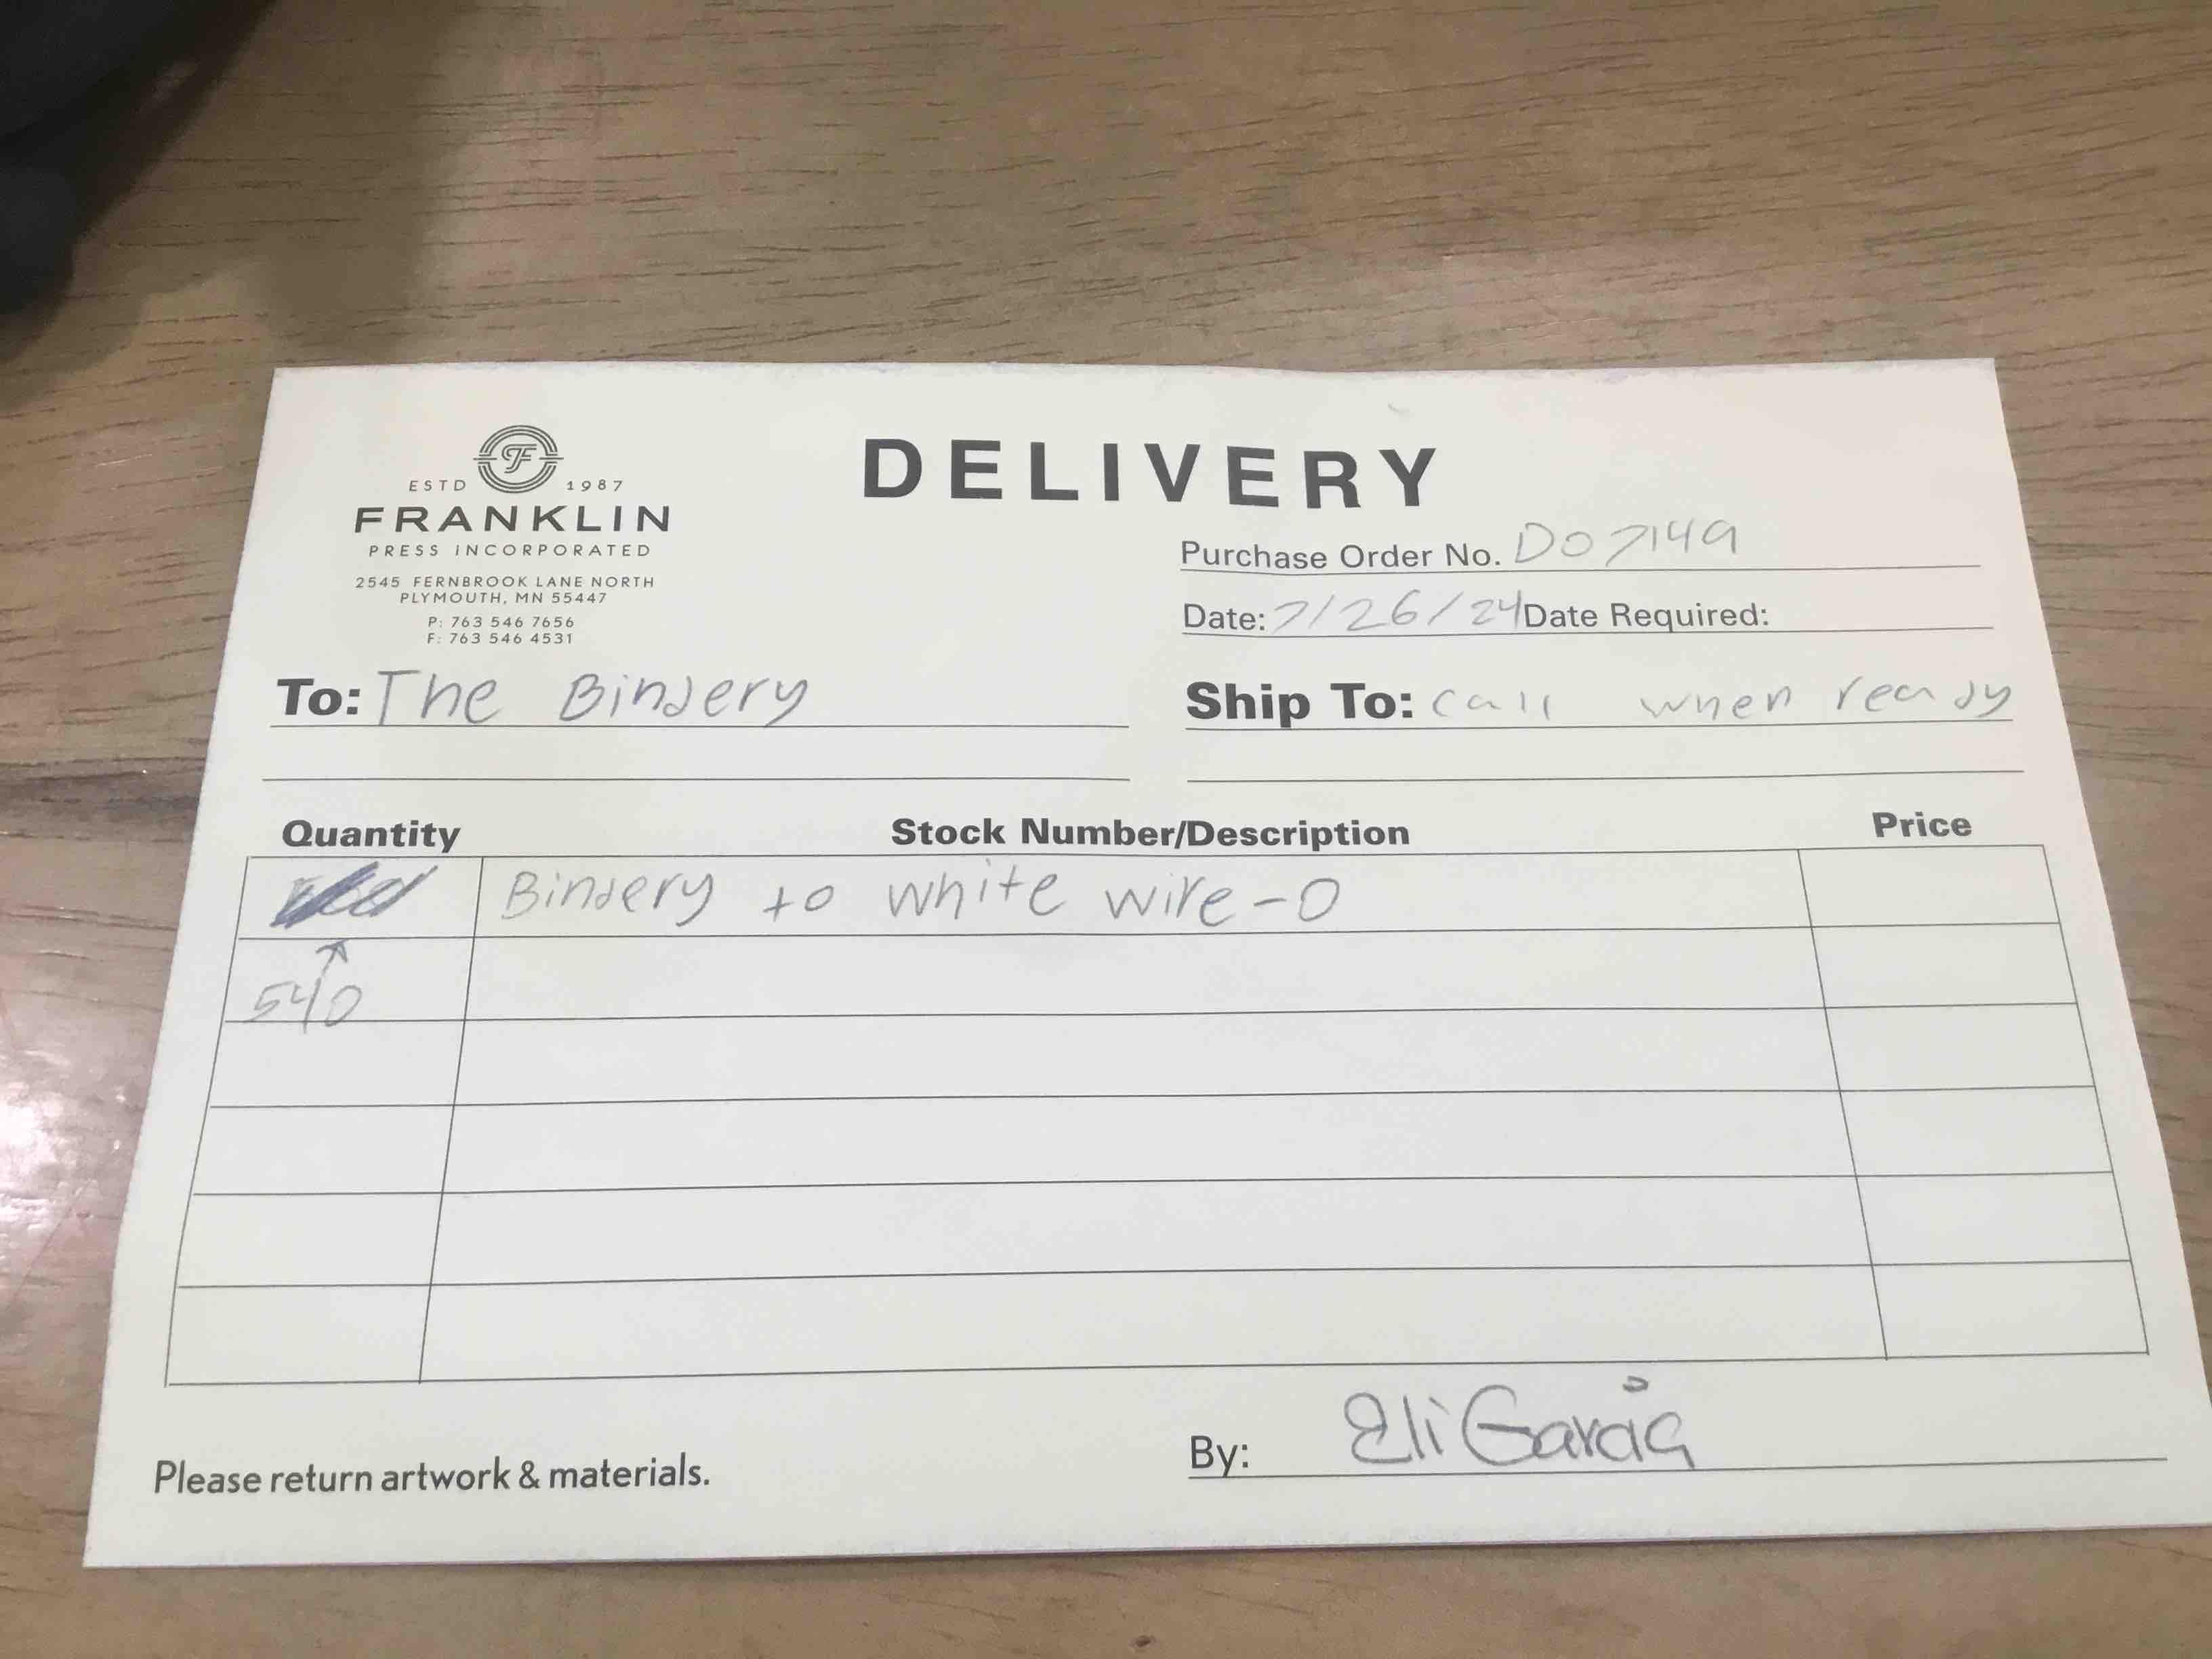 DELIVERY
F
ESTD 1987
FRANKLIN
PRESS INCORPORATED
2545 FERNBROOK LANE NORTH
PLYMOUTH, MN 55447
P: 763 546 7656
F: 763 546 4531
Purchase Order No. D07149
Date: 7/26/24 Date Required:
To: The Bindery
Ship To: call when ready
Quantity Stock Number/Description Price
Bindery to white wire-O
540
Please return artwork & materials.
By: Eli Garcia